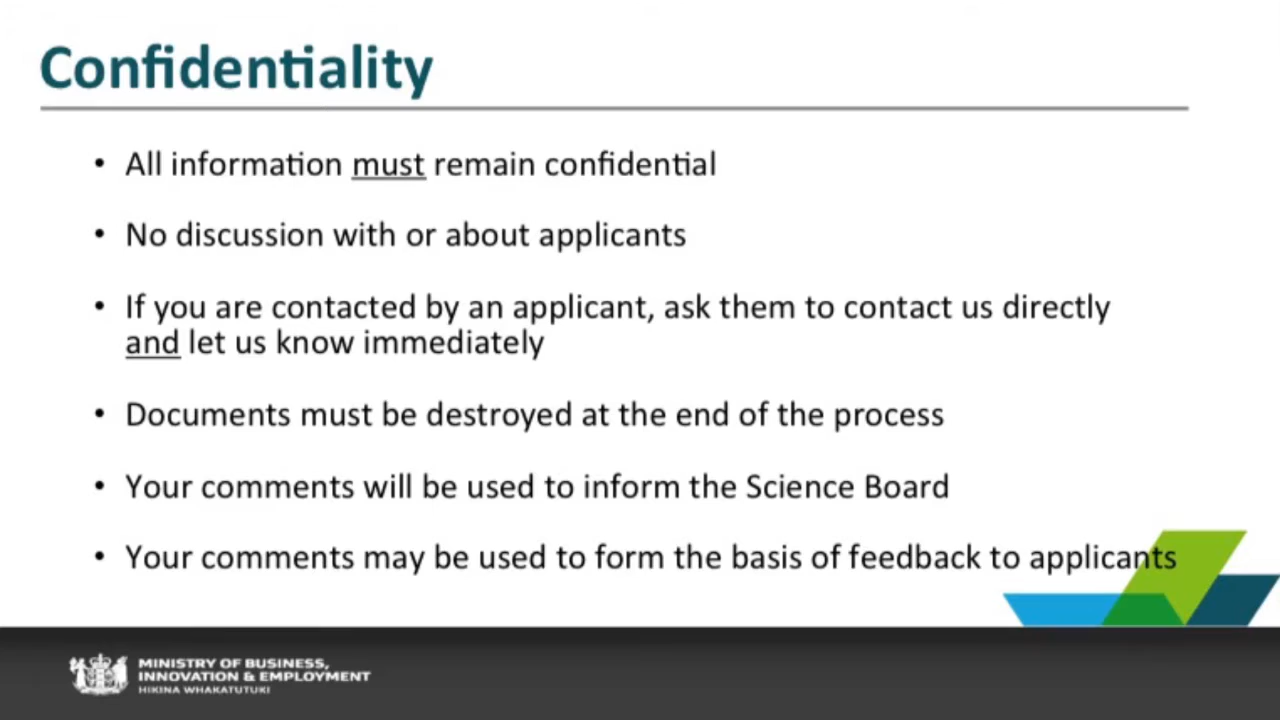 Confidentiality
• All information must remain confidential
• No discussion with or about applicants
• If you are contacted by an applicant, ask them to contact us directly
and let us know immediately
• Documents must be destroyed at the end of the process
• Your comments will be used to inform the Science Board
• Your comments may be used to form the basis of feedback to applicants
MINISTRY OF BUSINESS,
INNOVATION & EMPLOYMENT
HIKINA WHAKATUTUKI